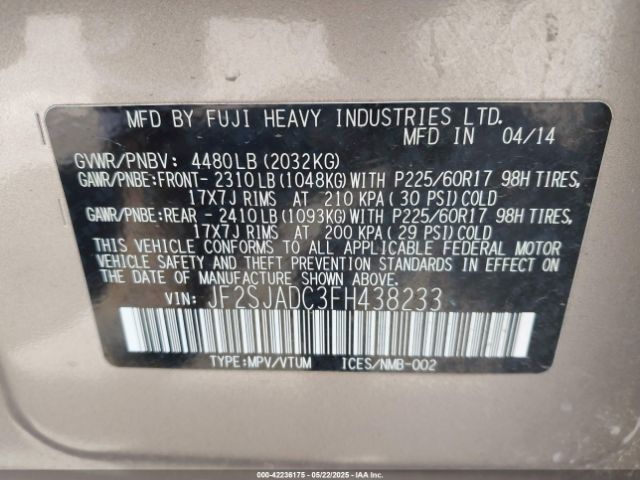 MFD BY FUJI HEAVY INDUSTRIES LTD.
MFD IN 04/14
GVWR/PNBV: 4480LB (2032KG)
GAWR/PNBE:FRONT- 2310LB (1048KG)WITH P225/60R17 98H TIRES,
17X7J RIMS AT 210 KPA (30 PSI)COLD
GAWR/PNBE:REAR - 2410LB (1093KG)WITH P225/60R17 98H TIRES,
17X7J RIMS AT 200 KPA (29 PSI)COLD
THIS VEHICLE CONFORMS TO ALL APPLICABLE FEDERAL MOTOR
VEHICLE SAFETY AND THEFT PREVENTION STANDARDS IN EFFECT
ON THE DATE OF MANUFACTURE SHOWN ABOVE.
VIN: JF2SJADC3FH438233
TYPE:MPV/VTUM ICES/NMB-002
000-42236175 - 05/22/2025 - IAAI.COM